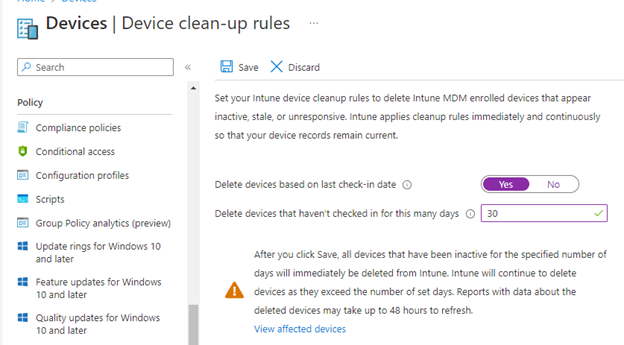 Home > Devices
Devices | Device clean-up rules ...
Search
«
Save
Discard
Policy
Compliance policies
Conditional access
Configuration profiles
Scripts
Group Policy analytics (preview)
Update rings for Windows 10
and later
Feature updates for Windows
10 and later
Quality updates for Windows
10 and later
Set your Intune device cleanup rules to delete Intune MDM enrolled devices that appear
inactive, stale, or unresponsive. Intune applies cleanup rules immediately and continuously
so that your device records remain current.
Delete devices based on last check-in date
Yes No
Delete devices that haven't checked in for this many days
30
After you click Save, all devices that have been inactive for the specified number of
days will immediately be deleted from Intune. Intune will continue to delete
devices as they exceed the number of set days. Reports with data about the
deleted devices may take up to 48 hours to refresh.
View affected devices